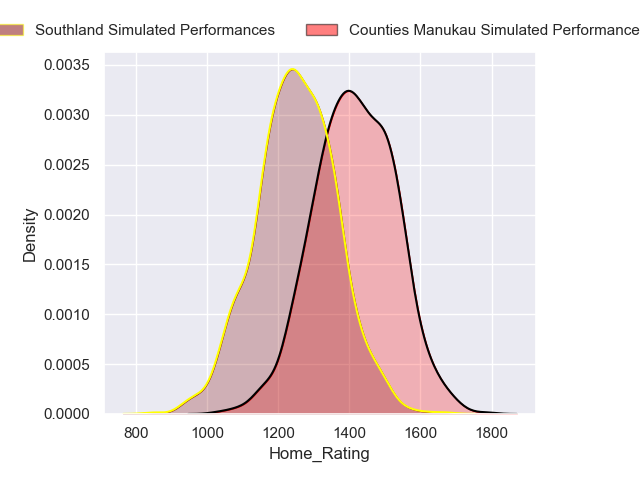 Southland Simulated Performances
Counties Manukau Simulated Performance
0.0035
0.0030
0.0025
0.0020
0.0015
0.0010
0.0005
0.0000
Density
800 1000 1200 1400 1600 1800
Home_Rating